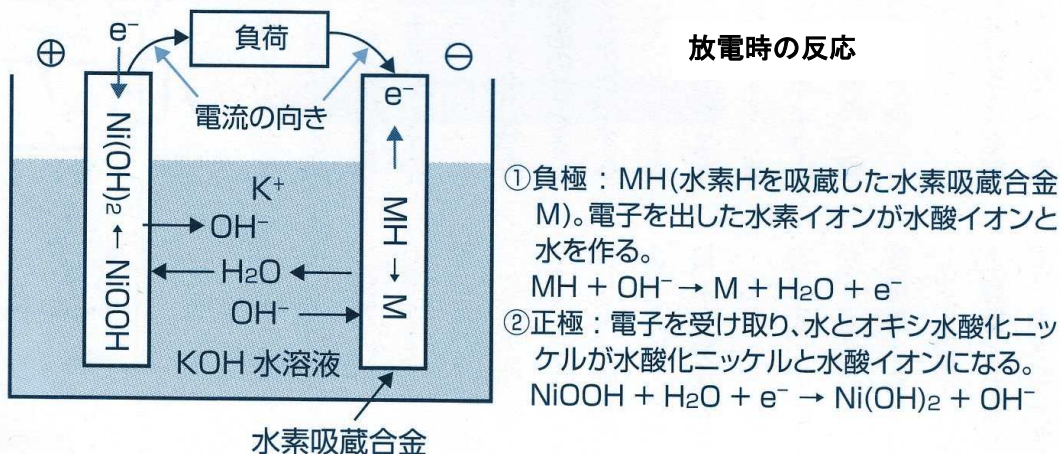 放電時の反応
⊕
e⁻
負荷
⊖
電流の向き
e⁻
Ni(OH)₂ ← NiOOH
K⁺
OH⁻
H₂O
OH⁻
MH → M
KOH 水溶液
水素吸蔵合金
①負極：MH(水素Hを吸蔵した水素吸蔵合金
M)。電子を出した水素イオンが水酸イオンと
水を作る。
MH + OH⁻ → M + H₂O + e⁻
②正極：電子を受け取り、水とオキシ水酸化ニッ
ケルが水酸化ニッケルと水酸イオンになる。
NiOOH + H₂O + e⁻ → Ni(OH)₂ + OH⁻